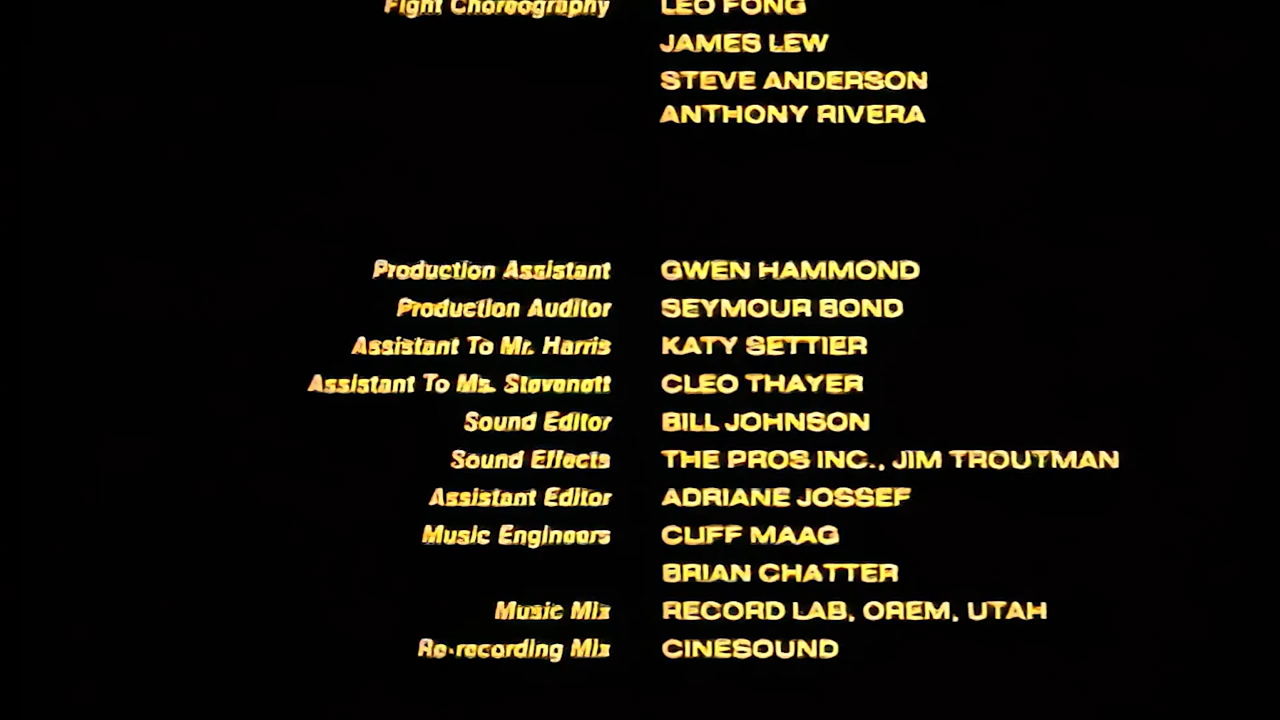 Fight Choreography LEO FONG
JAMES LEW
STEVE ANDERSON
ANTHONY RIVERA
Production Assistant GWEN HAMMOND
Production Auditor SEYMOUR BOND
Assistant To Mr. Harris KATY SETTIER
Assistant To Ms. Stevenett CLEO THAYER
Sound Editor BILL JOHNSON
Sound Effects THE PROS INC., JIM TROUTMAN
Assistant Editor ADRIANE JOSSEF
Music Engineers CLIFF MAAG
BRIAN CHATTER
Music Mix RECORD LAB, OREM, UTAH
Re-recording Mix CINESOUND